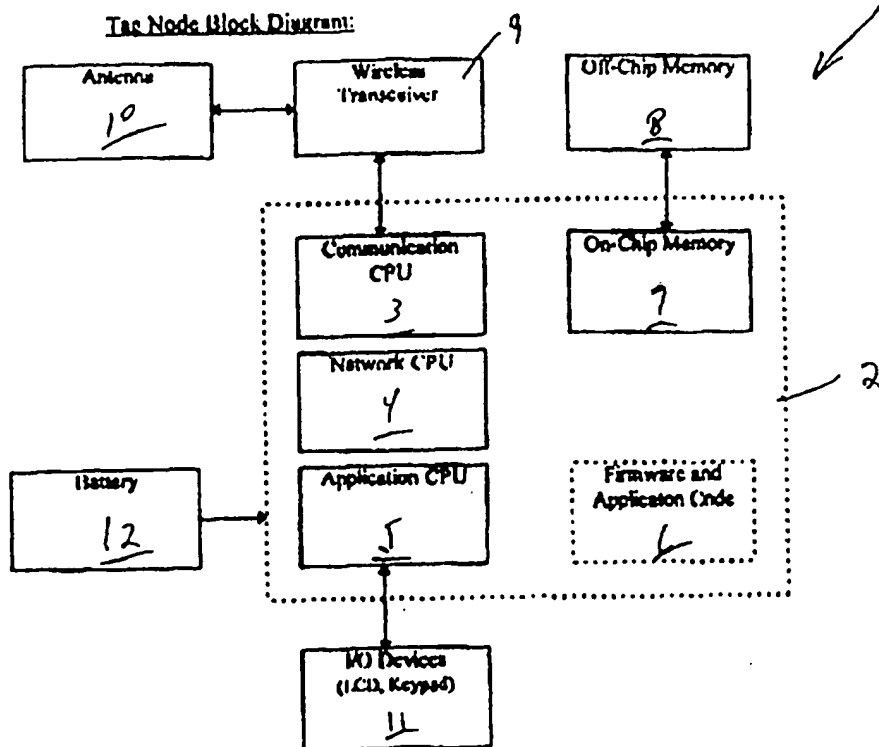 Tag Node Block Diagram:
9
Antenna
10
Wireless
Transceiver
Off-Chip Memory
8
Communication
CPU
3
On-Chip Memory
7
Network CPU
4
2
Battery
12
Application CPU
5
Firmware and
Applicaton Code
6
I/O Devices
(LCD, Keypad)
11